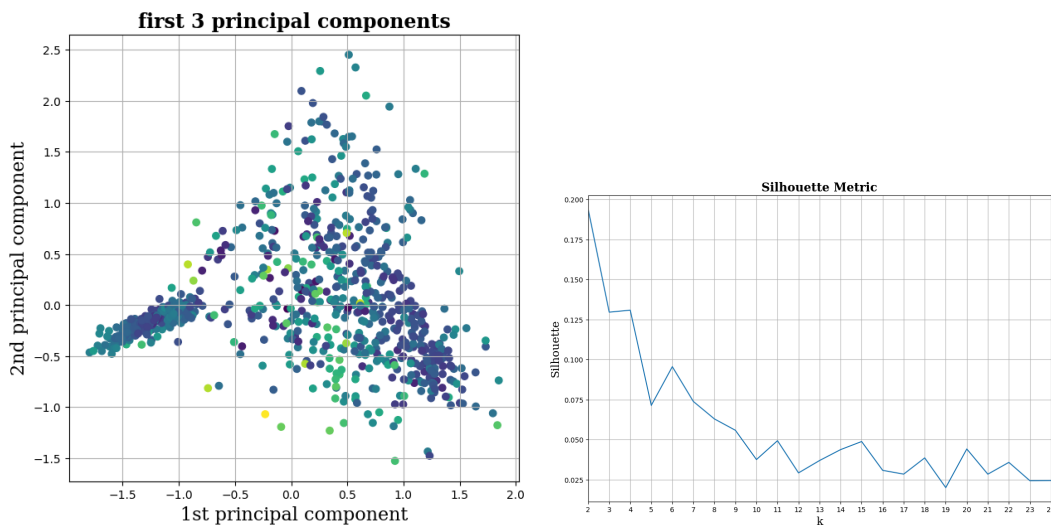 first 3 principal components
2nd principal component
2.5
2.0
1.5
1.0
0.5
0.0
−0.5
−1.0
−1.5
−1.5 −1.0 −0.5 0.0 0.5 1.0 1.5 2.0
1st principal component
Silhouette Metric
Silhouette
0.200
0.175
0.150
0.125
0.100
0.075
0.050
0.025
2 3 4 5 6 7 8 9 10 11 12 13 14 15 16 17 18 19 20 21 22 23
k